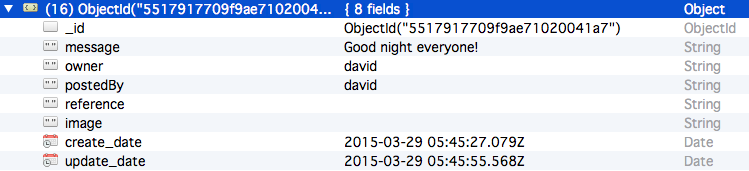 (16) ObjectId("5517917709f9ae71020004... { 8 fields } Object
_id ObjectId("5517917709f9ae71020041a7") ObjectId
message Good night everyone! String
owner david String
postedBy david String
reference String
image String
create_date 2015-03-29 05:45:27.079Z Date
update_date 2015-03-29 05:45:55.568Z Date